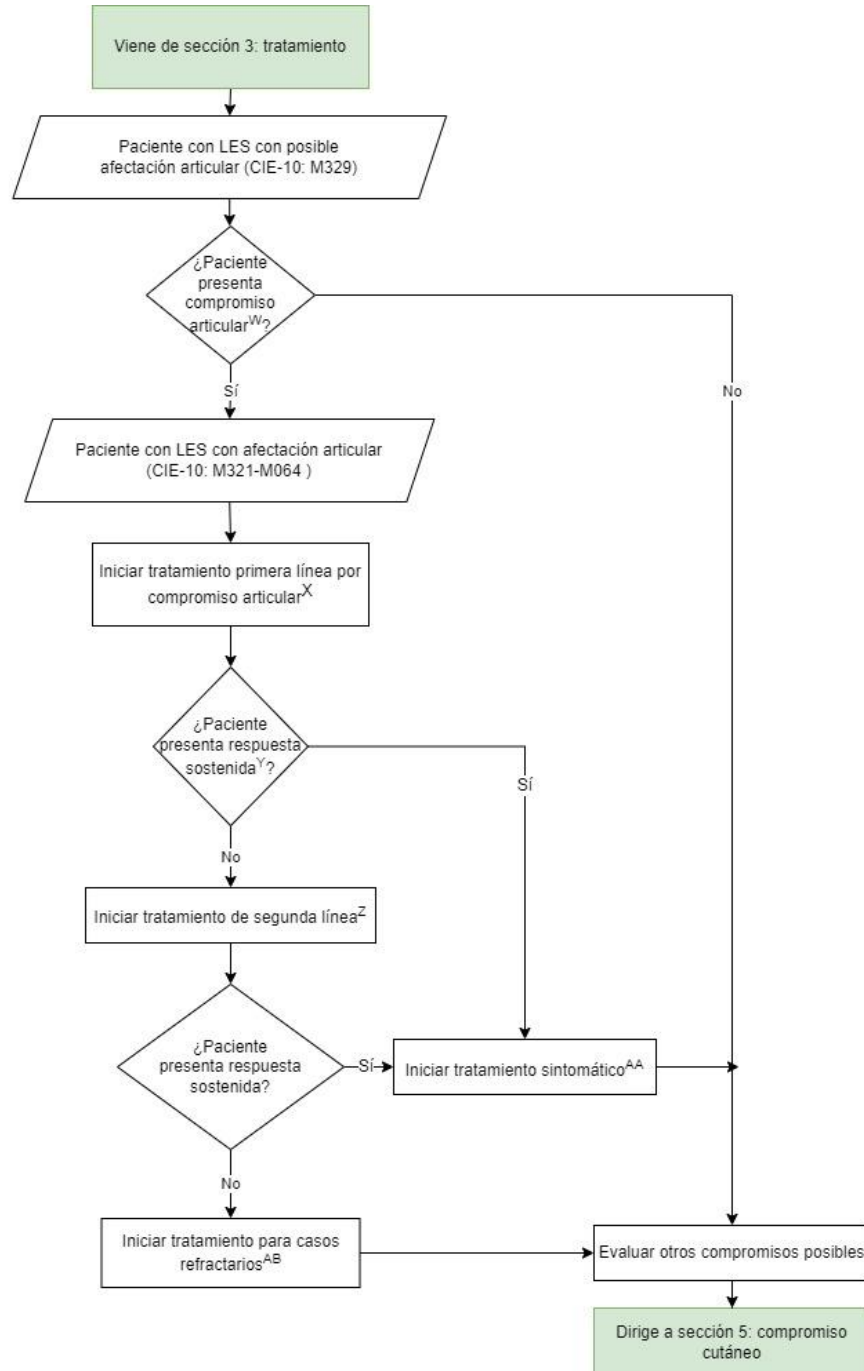 Viene de sección 3: tratamiento
Paciente con LES con posible
afectación articular (CIE-10: M329)
¿Paciente
presenta
compromiso
articularW?
No
Sí
Paciente con LES con afectación articular
(CIE-10: M321-M064 )
Iniciar tratamiento primera línea por
compromiso articularX
¿Paciente
presenta respuesta
sostenidaY?
Sí
No
Iniciar tratamiento de segunda líneaZ
¿Paciente
presenta respuesta
sostenida?
Sí
Iniciar tratamiento sintomáticoAA
No
Iniciar tratamiento para casos
refractariosAB
Evaluar otros compromisos posibles
Dirige a sección 5: compromiso
cutáneo